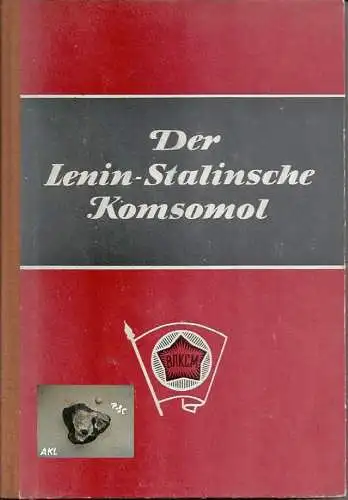 Der
Lenin-Stalinsche
Komsomol
ВЛКСМ
AKL